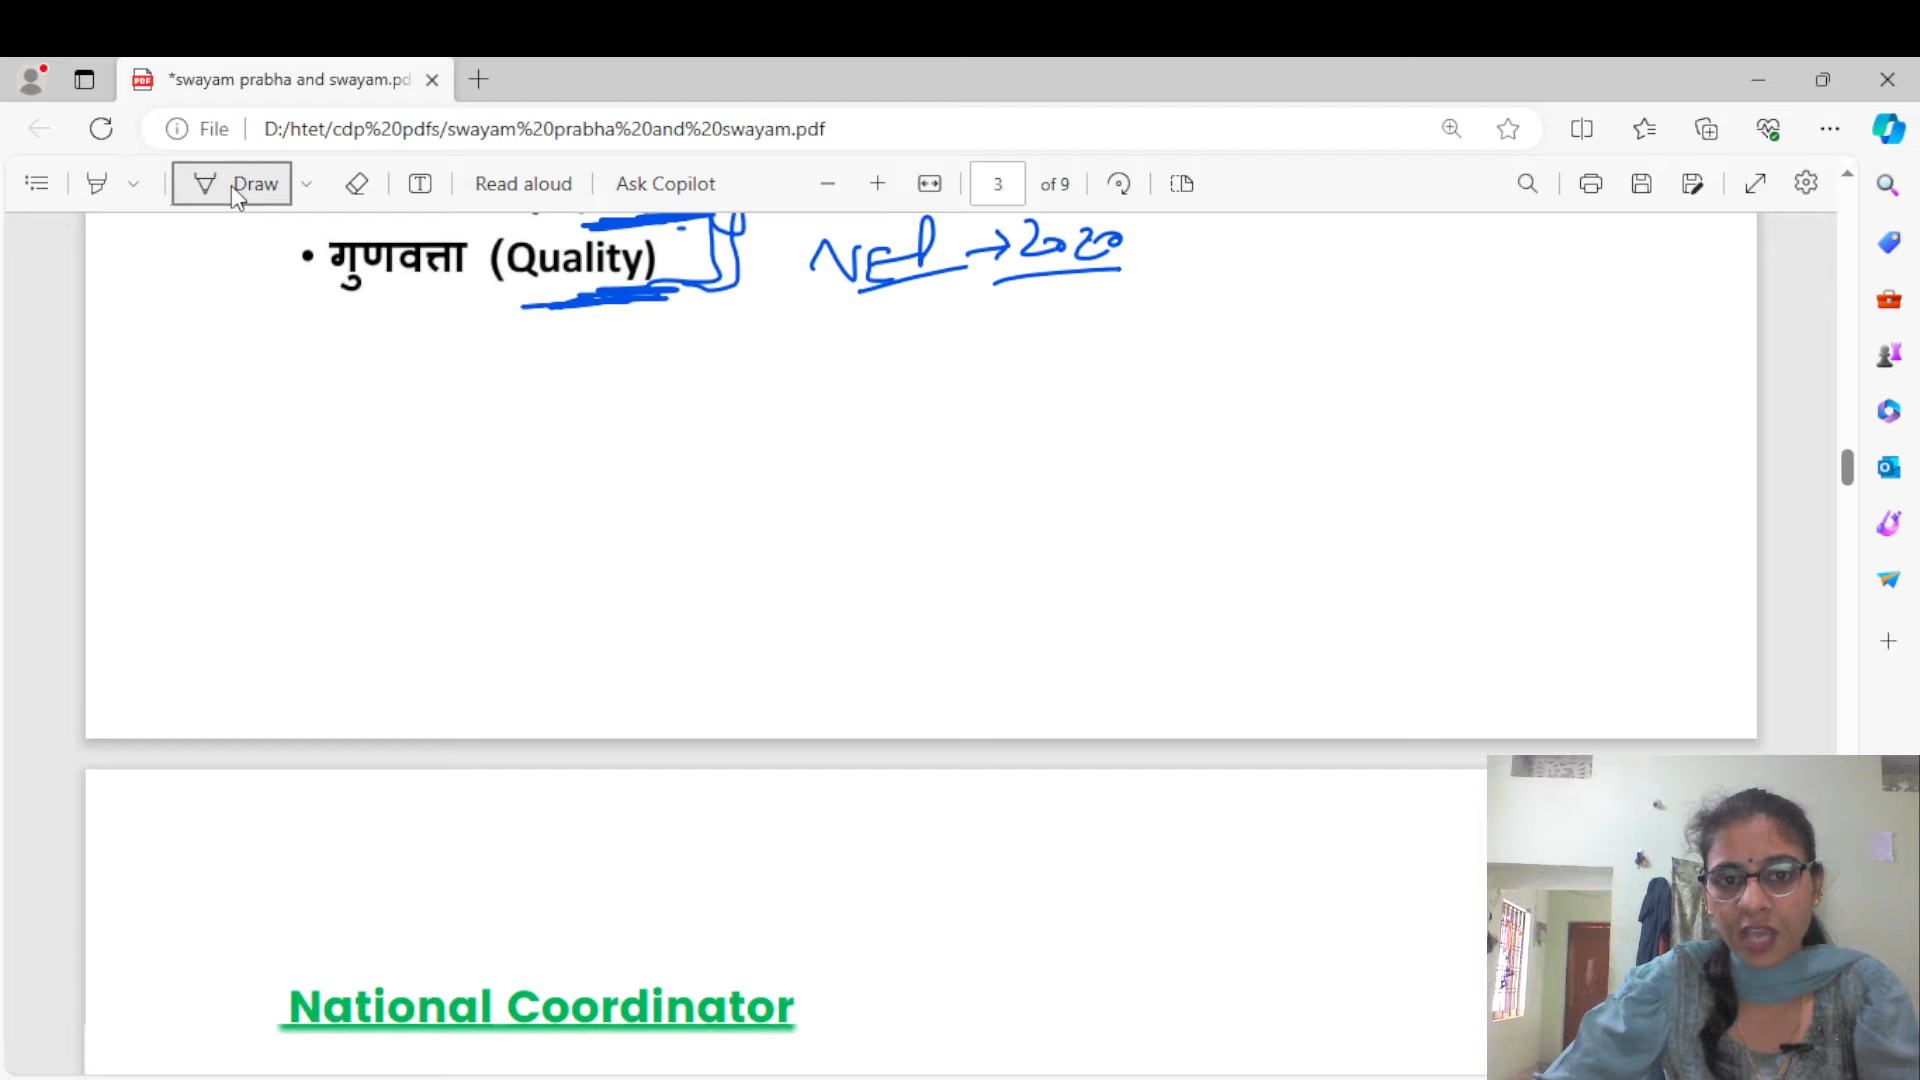 *swayam prabha and swayam.pd
File
D:/htet/cdp%20pdfs/swayam%20prabha%20and%20swayam.pdf
Draw
Read aloud
Ask Copilot
3
of 9
• गुणवत्ता (Quality)
NEP → 2020
National Coordinator